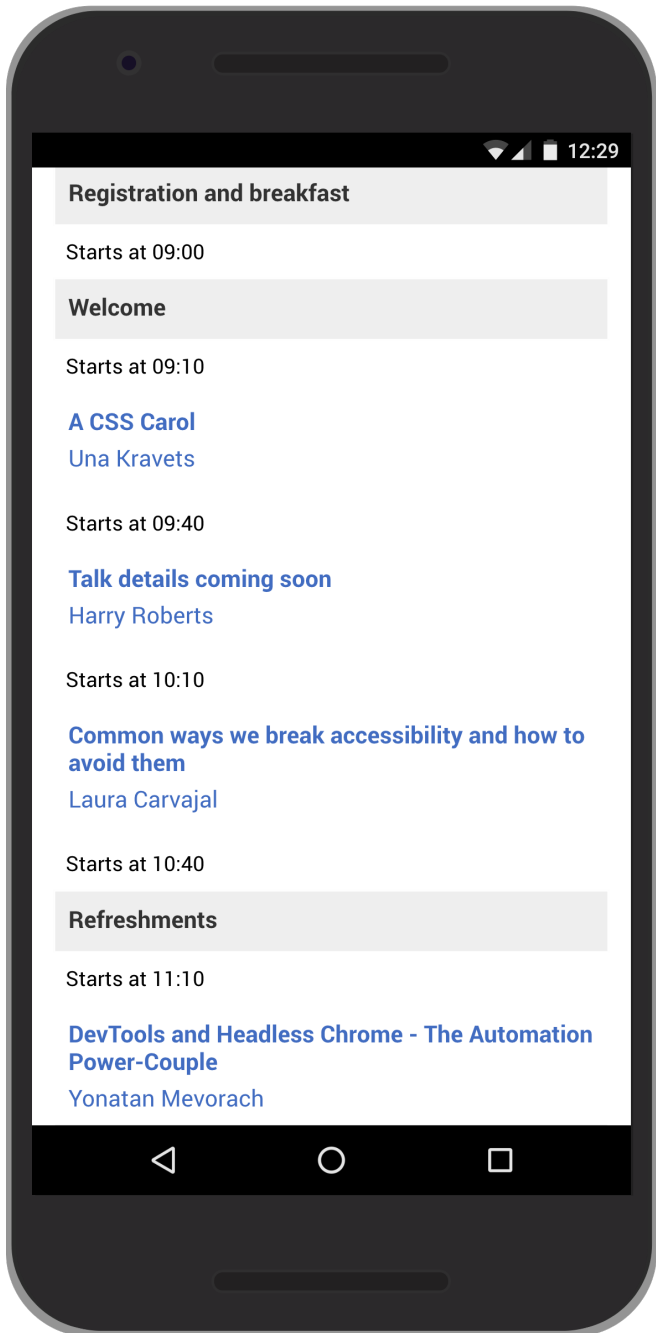 12:29
Registration and breakfast
Starts at 09:00
Welcome
Starts at 09:10
A CSS Carol
Una Kravets
Starts at 09:40
Talk details coming soon
Harry Roberts
Starts at 10:10
Common ways we break accessibility and how to
avoid them
Laura Carvajal
Starts at 10:40
Refreshments
Starts at 11:10
DevTools and Headless Chrome - The Automation
Power-Couple
Yonatan Mevorach